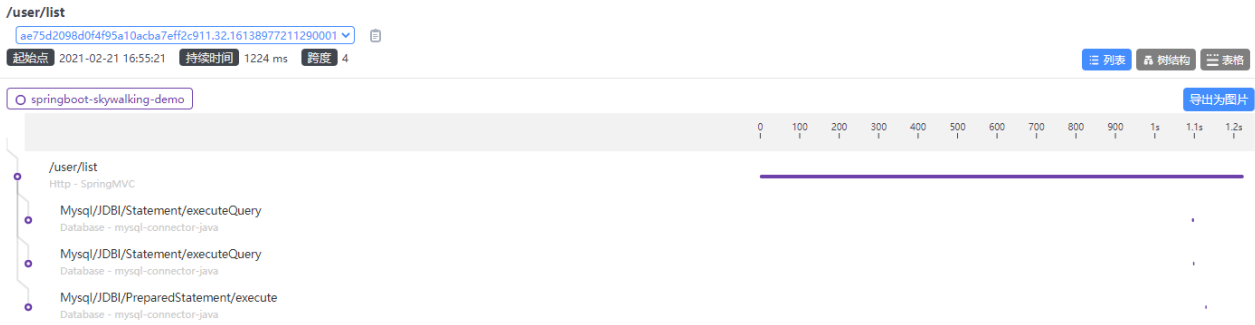 /user/list
ae75d2098d0f4f95a10acba7eff2c911.32.16138977211290001
起始点 2021-02-21 16:55:21 持续时间 1224 ms 跨度 4 列表 树结构 表格
springboot-skywalking-demo 导出为图片
0 100 200 300 400 500 600 700 800 900 1s 1.1s 1.2s
/user/list
Http - SpringMVC
Mysql/JDBI/Statement/executeQuery
Database - mysql-connector-java
Mysql/JDBI/Statement/executeQuery
Database - mysql-connector-java
Mysql/JDBI/PreparedStatement/execute
Database - mysql-connector-java